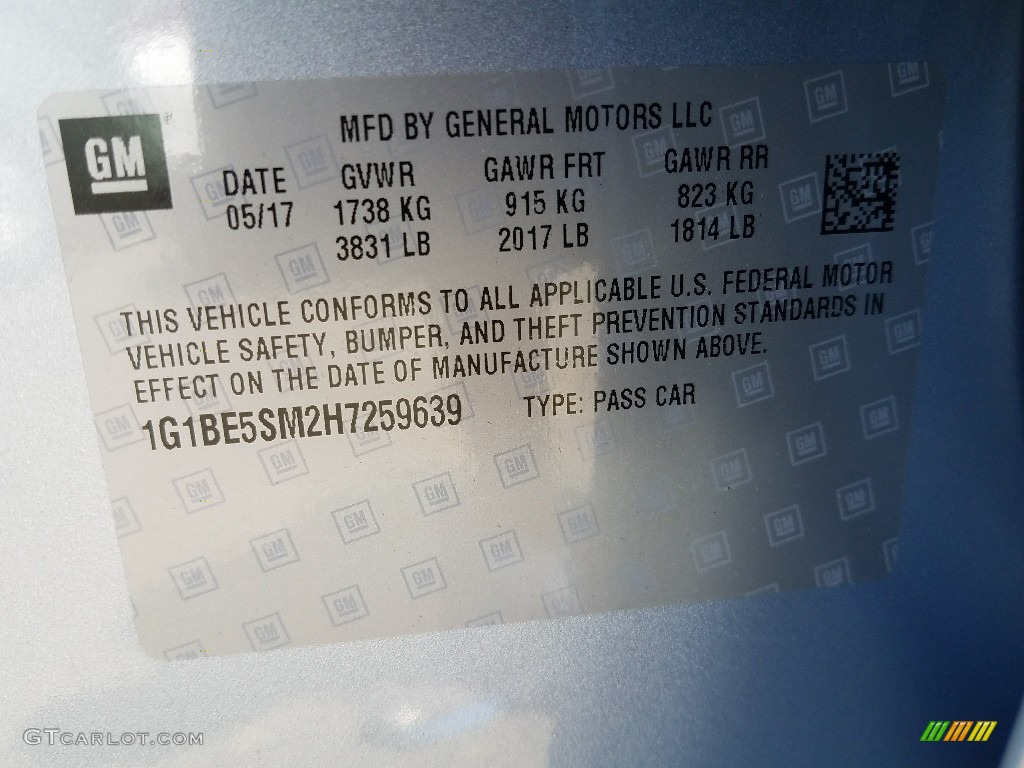 GM
MFD BY GENERAL MOTORS LLC
DATE GVWR GAWR FRT GAWR RR
05/17 1738 KG 915 KG 823 KG
3831 LB 2017 LB 1814 LB
THIS VEHICLE CONFORMS TO ALL APPLICABLE U.S. FEDERAL MOTOR
VEHICLE SAFETY, BUMPER, AND THEFT PREVENTION STANDARDS IN
EFFECT ON THE DATE OF MANUFACTURE SHOWN ABOVE.
1G1BE5SM2H7259639 TYPE: PASS CAR
GTcarlot.com